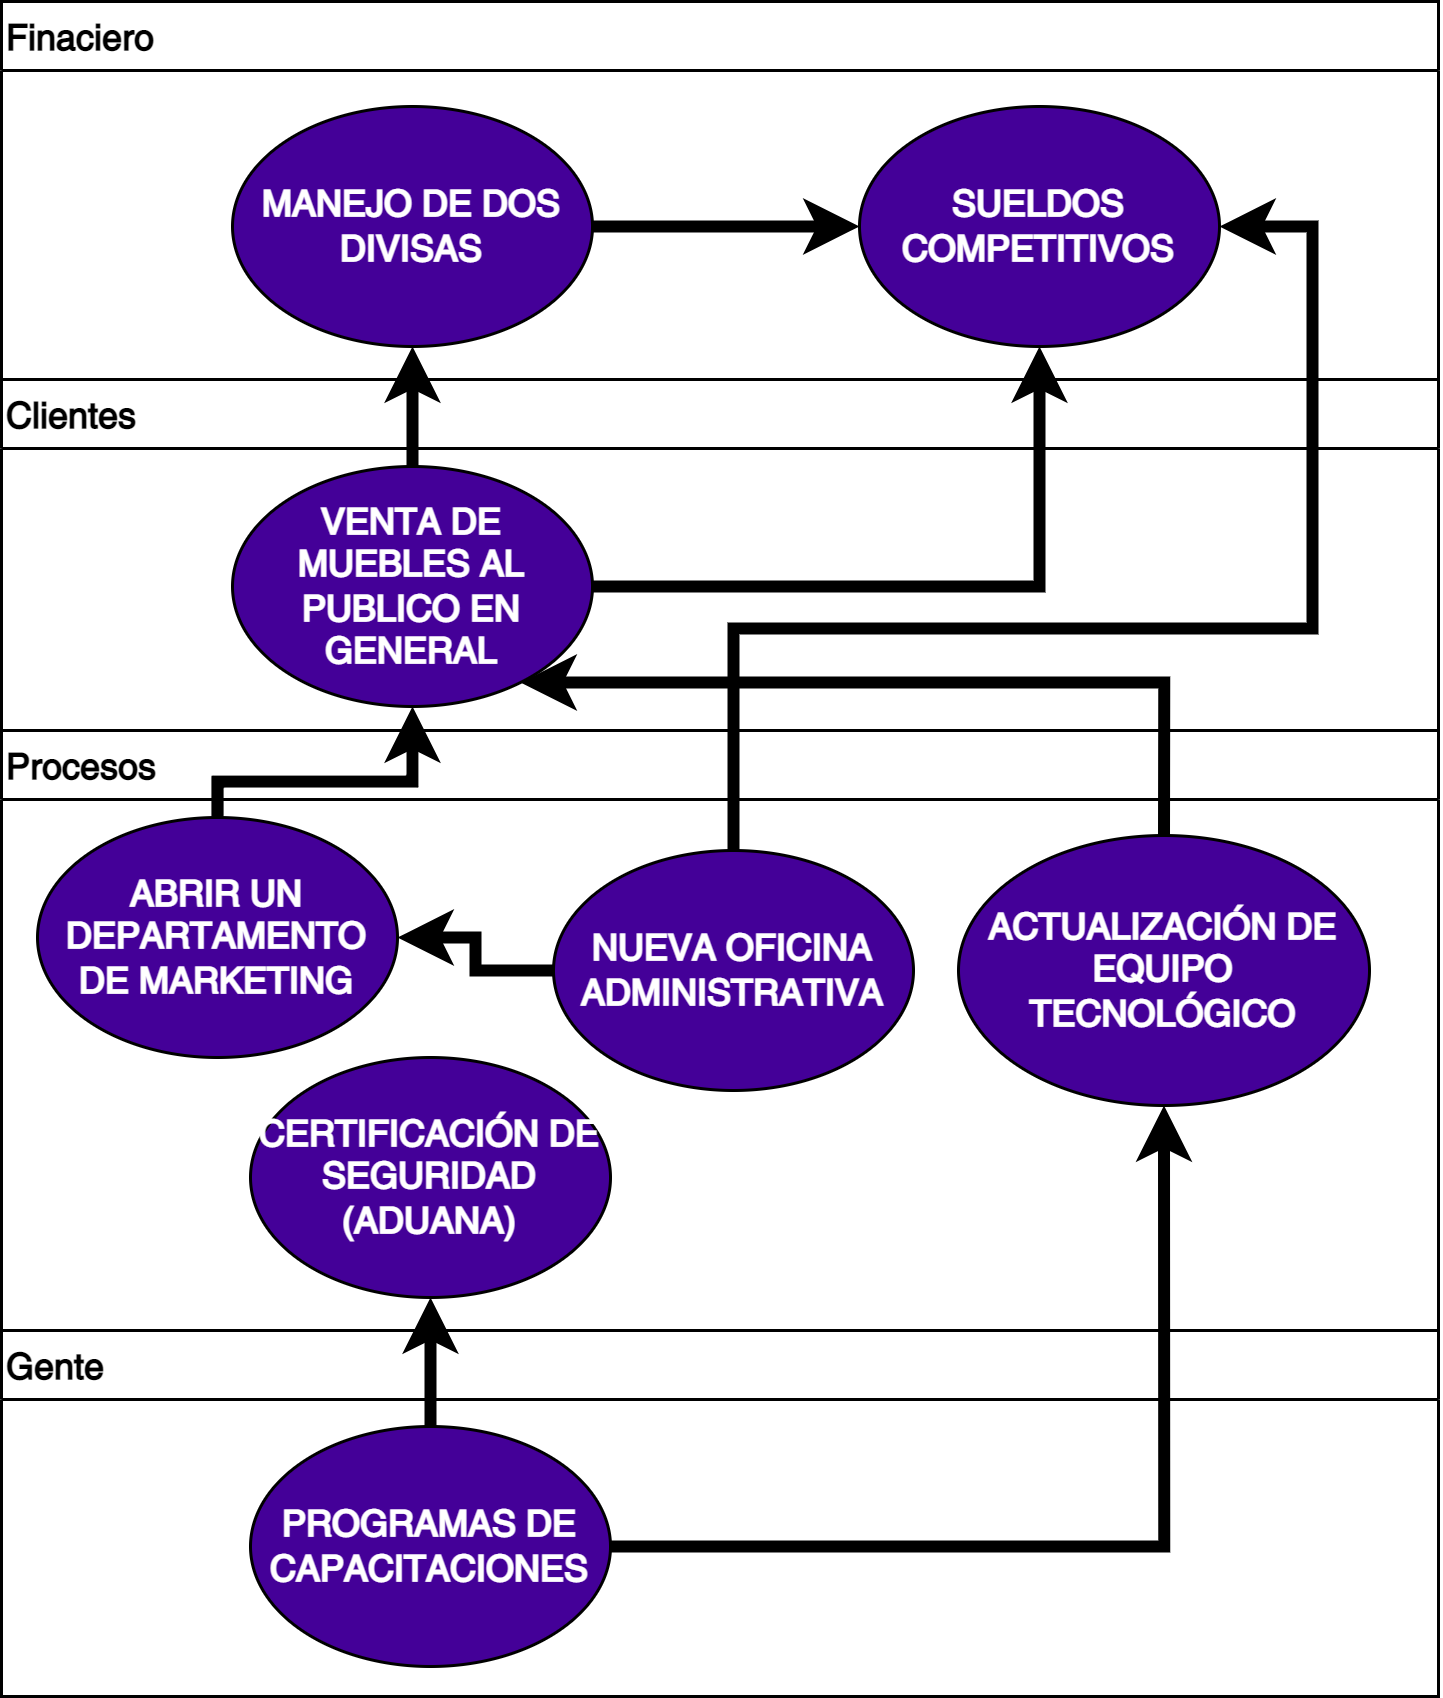 Finaciero
MANEJO DE DOS
DIVISAS
SUELDOS
COMPETITIVOS
Clientes
VENTA DE
MUEBLES AL
PUBLICO EN
GENERAL
Procesos
ABRIR UN
DEPARTAMENTO
DE MARKETING
NUEVA OFICINA
ADMINISTRATIVA
ACTUALIZACIÓN DE
EQUIPO
TECNOLÓGICO
CERTIFICACIÓN DE
SEGURIDAD
(ADUANA)
Gente
PROGRAMAS DE
CAPACITACIONES